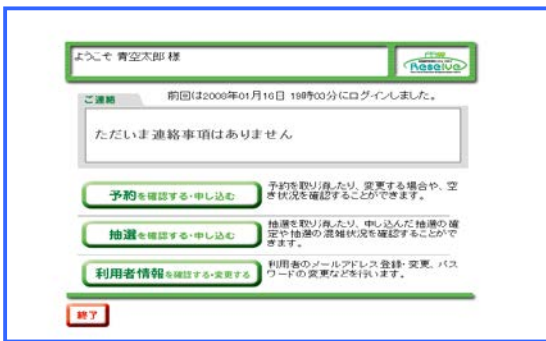 ようこそ 青空太郎 様
Reselve
ご連絡
前回は2008年01月16日 19時03分にログインしました。
ただいま連絡事項はありません
予約を確認する・申し込む
予約を取り消したり、変更する場合や、空
き状況を確認することができます。
抽選を確認する・申し込む
抽選を取り消したり、申し込んだ抽選の確
定や抽選の混雑状況を確認することがで
きます。
利用者情報を確認する・変更する
利用者のメールアドレス登録・変更、パス
ワードの変更などを行います。
終了